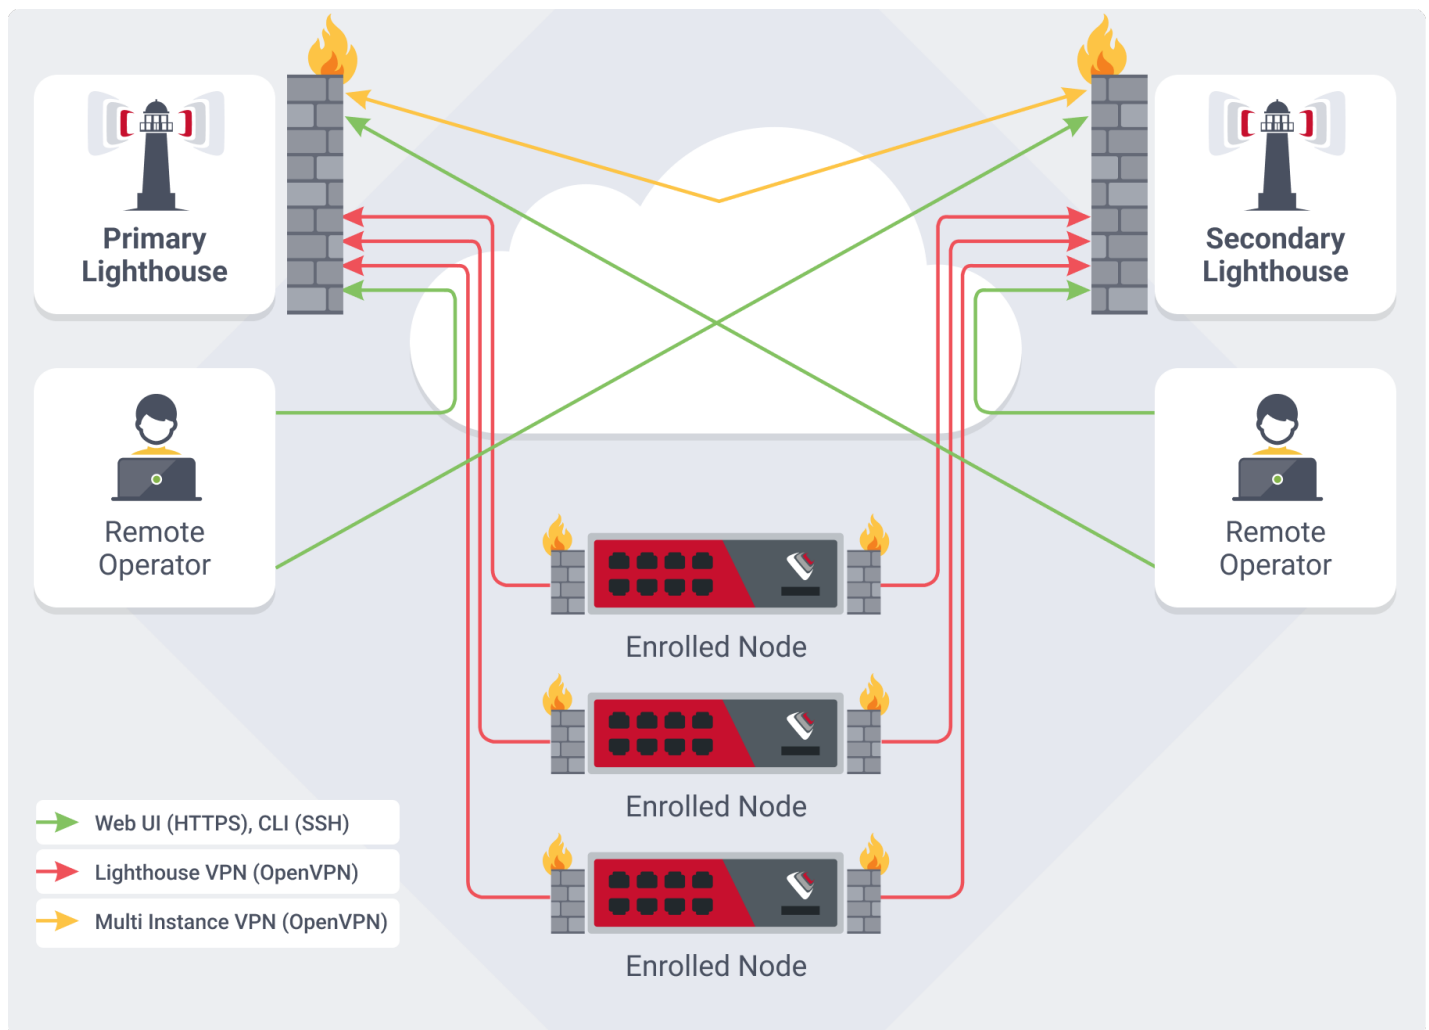 Primary
Lighthouse
Secondary
Lighthouse
Remote
Operator
Remote
Operator
Enrolled Node
Enrolled Node
Enrolled Node
Web UI (HTTPS), CLI (SSH)
Lighthouse VPN (OpenVPN)
Multi Instance VPN (OpenVPN)